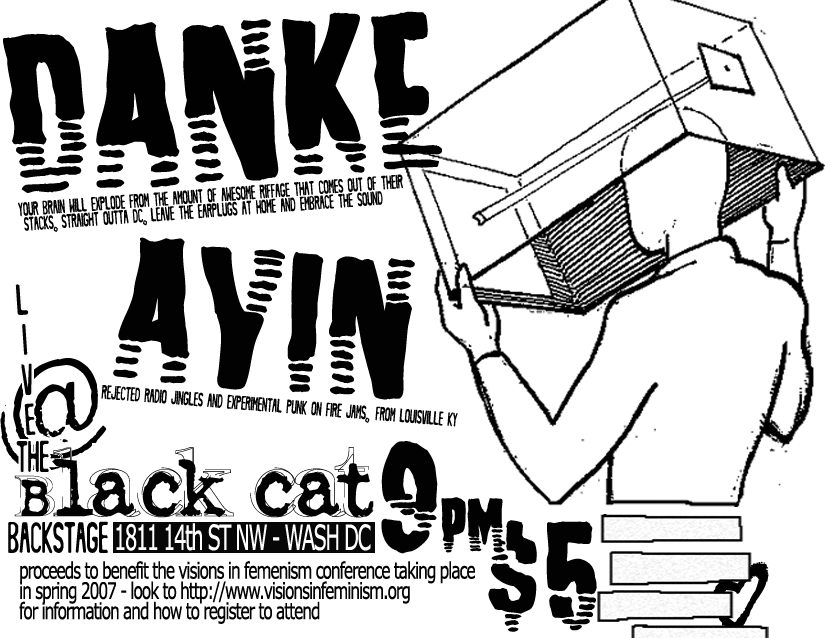 DANKE
YOUR BRAIN WILL EXPLODE FROM THE AMOUNT OF AWESOME RIFFAGE THAT COMES OUT OF THEIR
STACKS. STRAIGHT OUTTA DC. LEAVE THE EARPLUGS AT HOME AND EMBRACE THE SOUND
AYIN
REJECTED RADIO JINGLES AND EXPERIMENTAL PUNK ON FIRE JAMS. FROM LOUISVILLE KY
LIVE
@
THE
Black cat
9PM
$5
BACKSTAGE 1811 14th ST NW - WASH DC
proceeds to benefit the visions in femenism conference taking place
in spring 2007 - look to http://www.visionsinfeminism.org
for information and how to register to attend